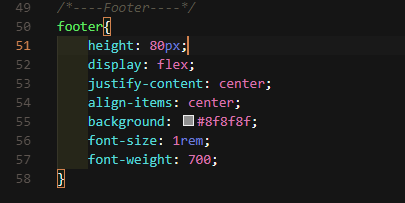 49 /*----Footer----*/
50 footer{
51 height: 80px;
52 display: flex;
53 justify-content: center;
54 align-items: center;
55 background: #8f8f8f;
56 font-size: 1rem;
57 font-weight: 700;
58 }